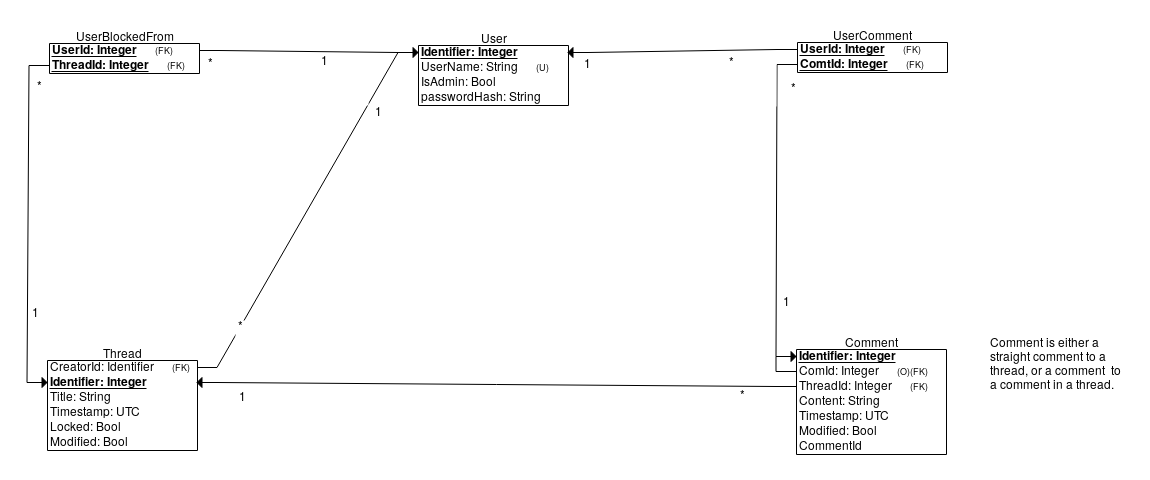 UserBlockedFrom
UserId: Integer (FK)
ThreadId: Integer (FK)
*
1
*
1
User
Identifier: Integer
UserName: String (U)
IsAdmin: Bool
passwordHash: String
1
*
1
*
UserComment
UserId: Integer (FK)
ComtId: Integer (FK)
*
1
Thread
CreatorId: Identifier (FK)
Identifier: Integer
Title: String
Timestamp: UTC
Locked: Bool
Modified: Bool
1
*
Comment
Identifier: Integer
ComId: Integer (O)(FK)
ThreadId: Integer (FK)
Content: String
Timestamp: UTC
Modified: Bool
CommentId
Comment is either a
straight comment to a
thread, or a comment to
a comment in a thread.